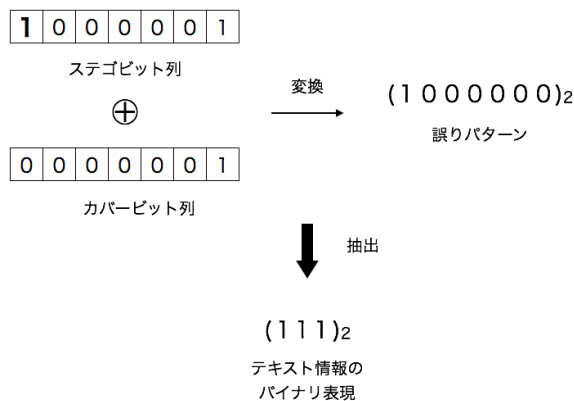 1 0 0 0 0 0 1
ステゴビット列
⊕
変換
(1 0 0 0 0 0 0)2
誤りパターン
0 0 0 0 0 0 1
カバービット列
抽出
(1 1 1)2
テキスト情報の
バイナリ表現